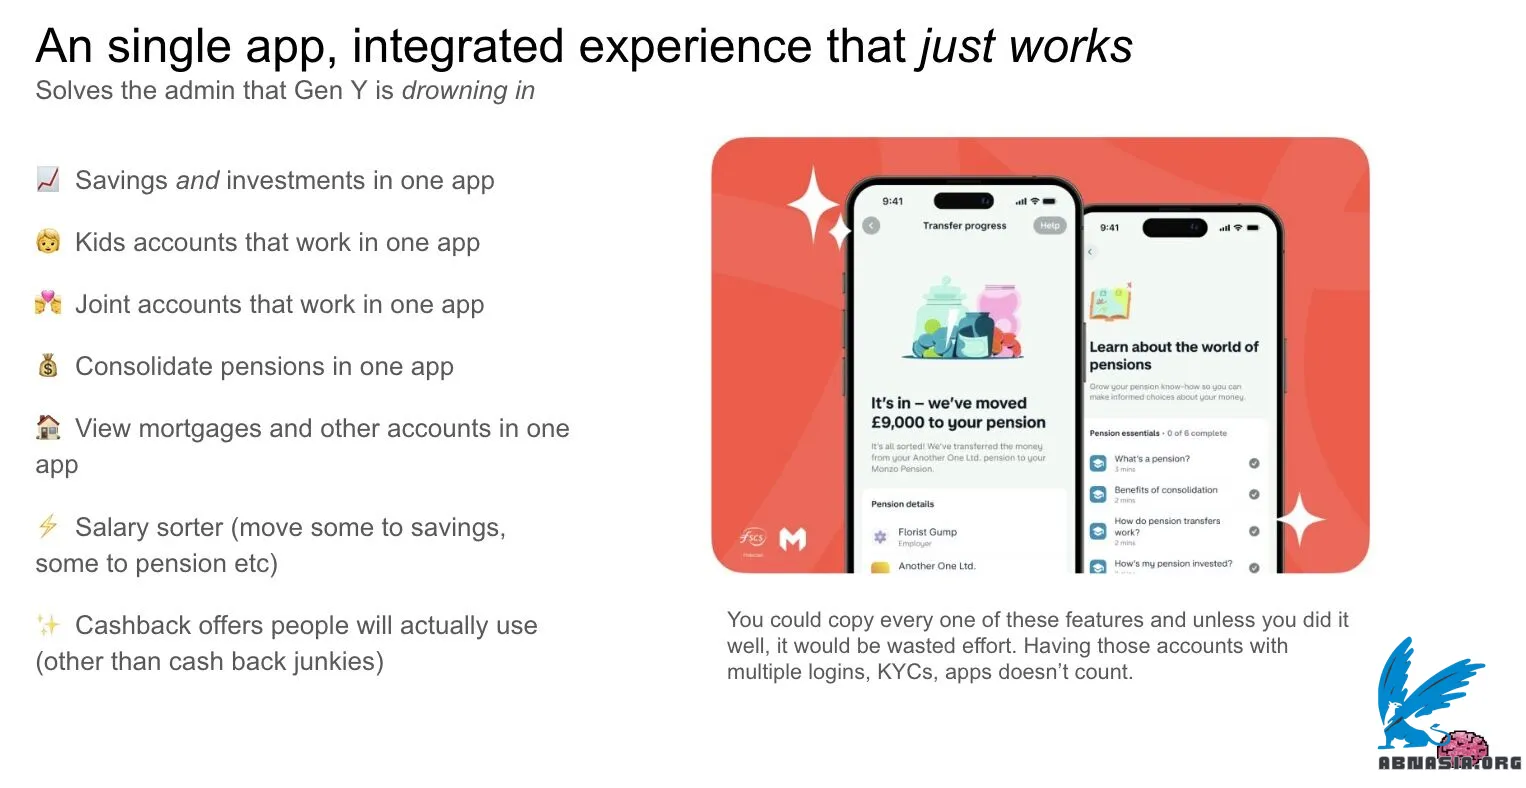 An single app, integrated experience that just works
Solves the admin that Gen Y is drowning in
Savings and investments in one app
Kids accounts that work in one app
Joint accounts that work in one app
Consolidate pensions in one app
View mortgages and other accounts in one
app
Salary sorter (move some to savings,
some to pension etc)
Cashback offers people will actually use
(other than cash back junkies)
9:41
Transfer progress
Help
It's in – we've moved
£9,000 to your pension
It's all sorted! We've transferred the money
from your Another One Ltd. pension to your
Monzo Pension.
Pension details
Florist Gump
Employer
Another One Ltd.
9:41
Learn about the world of
pensions
Grow your pension know-how so you can
make informed choices about your money.
Pension essentials • 0 of 6 complete
What's a pension?
3 mins
Benefits of consolidation
2 mins
How do pension transfers
work?
2 mins
How's my pension invested?
fscs
You could copy every one of these features and unless you did it
well, it would be wasted effort. Having those accounts with
multiple logins, KYCs, apps doesn't count.
ABNASIA.ORG